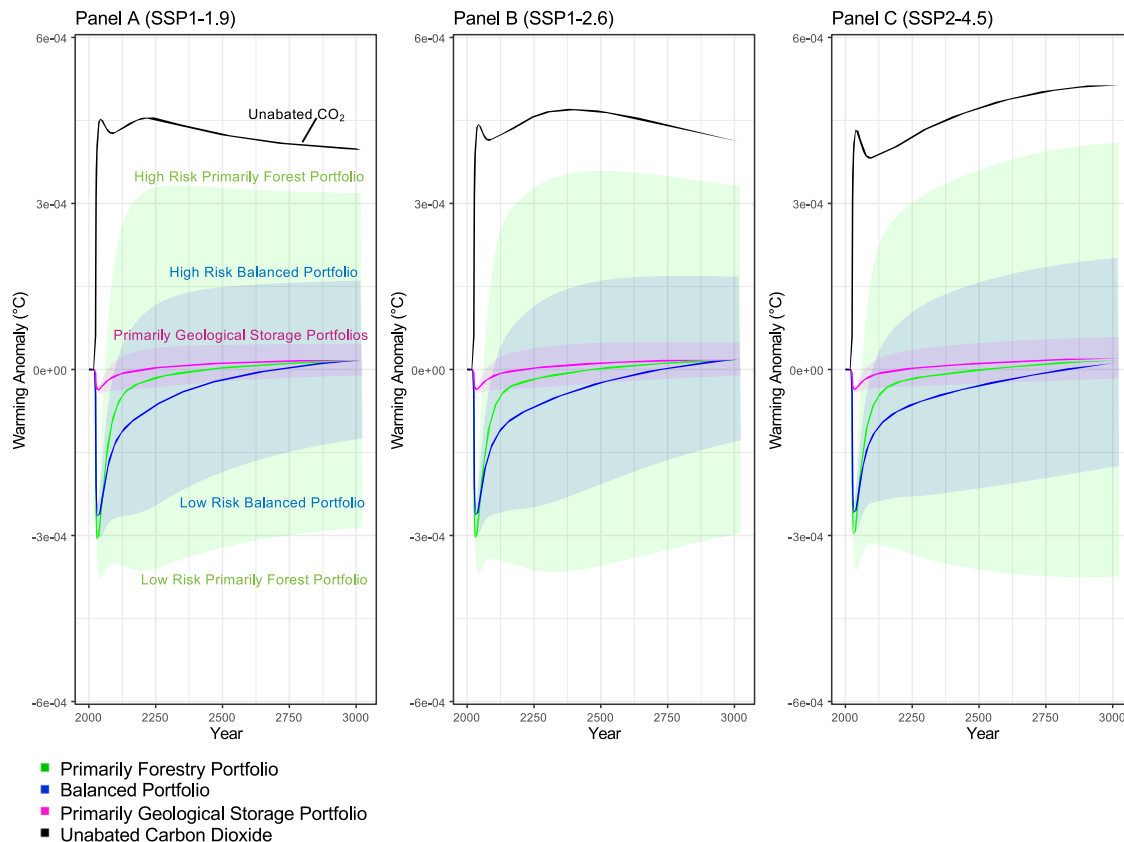 Panel A (SSP1-1.9)
6e-04
3e-04
0e+00
-3e-04
-6e-04
Warming Anomaly (°C)
Unabated CO₂
High Risk Primarily Forest Portfolio
High Risk Balanced Portfolio
Primarily Geological Storage Portfolios
Low Risk Balanced Portfolio
Low Risk Primarily Forest Portfolio
2000 2250 2500 2750 3000
Year
Panel B (SSP1-2.6)
6e-04
3e-04
0e+00
-3e-04
-6e-04
Warming Anomaly (°C)
2000 2250 2500 2750 3000
Year
Panel C (SSP2-4.5)
6e-04
3e-04
0e+00
-3e-04
-6e-04
Warming Anomaly (°C)
2000 2250 2500 2750 3000
Year
Primarily Forestry Portfolio
Balanced Portfolio
Primarily Geological Storage Portfolio
Unabated Carbon Dioxide